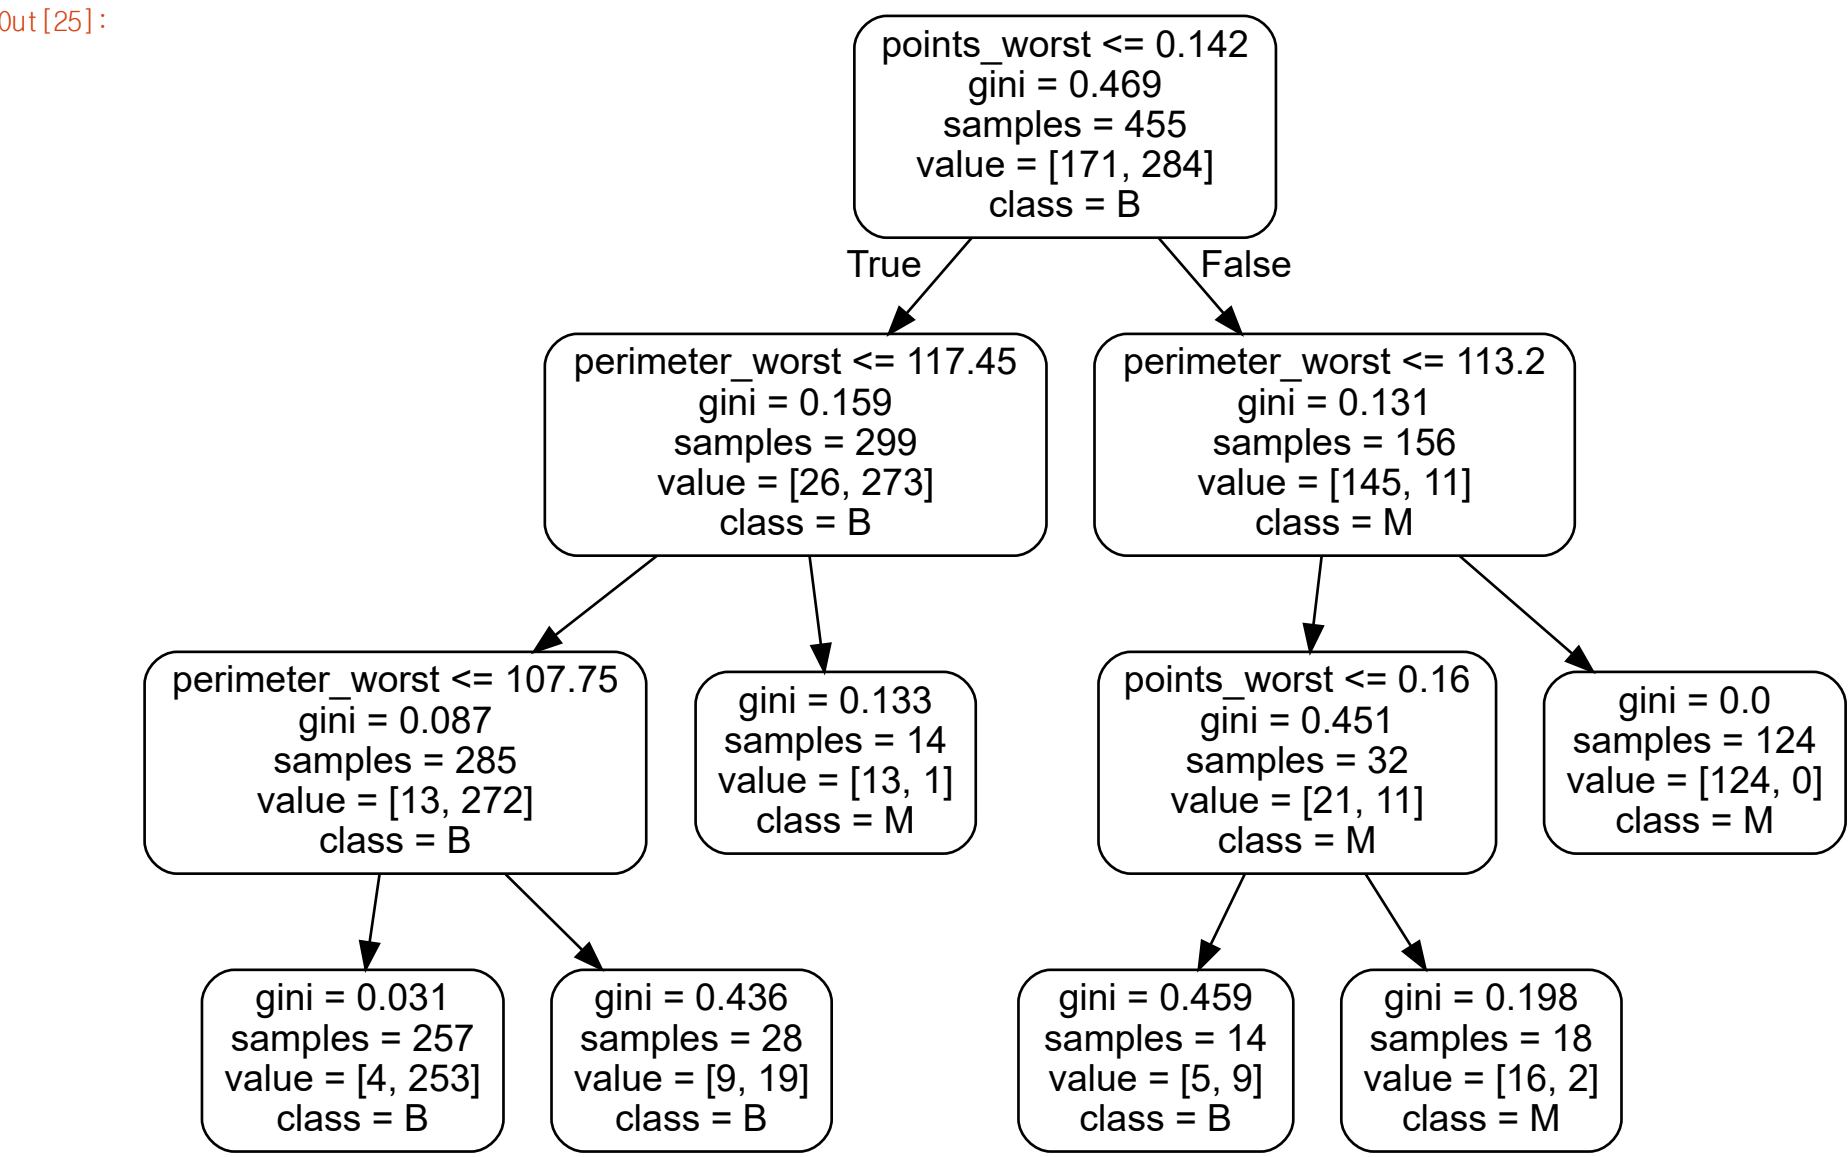 Out[25]:
points_worst <= 0.142
gini = 0.469
samples = 455
value = [171, 284]
class = B
True
False
perimeter_worst <= 117.45
gini = 0.159
samples = 299
value = [26, 273]
class = B
perimeter_worst <= 113.2
gini = 0.131
samples = 156
value = [145, 11]
class = M
perimeter_worst <= 107.75
gini = 0.087
samples = 285
value = [13, 272]
class = B
gini = 0.133
samples = 14
value = [13, 1]
class = M
points_worst <= 0.16
gini = 0.451
samples = 32
value = [21, 11]
class = M
gini = 0.0
samples = 124
value = [124, 0]
class = M
gini = 0.031
samples = 257
value = [4, 253]
class = B
gini = 0.436
samples = 28
value = [9, 19]
class = B
gini = 0.459
samples = 14
value = [5, 9]
class = B
gini = 0.198
samples = 18
value = [16, 2]
class = M